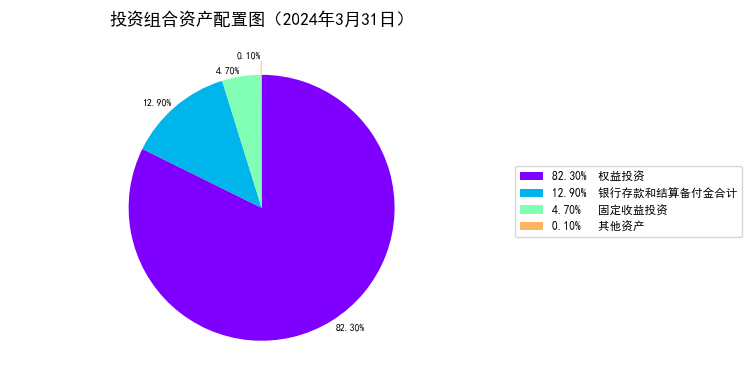 投资组合资产配置图（2024年3月31日）
0.10%
4.70%
12.90%
82.30%
82.30% 权益投资
12.90% 银行存款和结算备付金合计
4.70% 固定收益投资
0.10% 其他资产